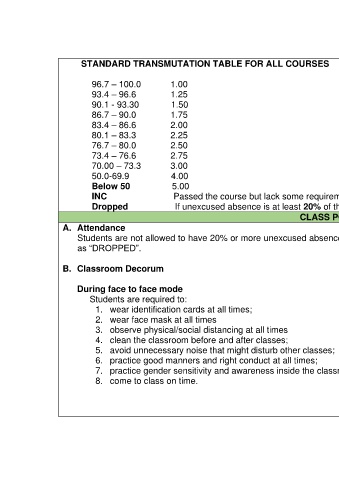 STANDARD TRANSMUTATION TABLE FOR ALL COURSES
96.7 – 100.0 1.00
93.4 – 96.6 1.25
90.1 - 93.30 1.50
86.7 – 90.0 1.75
83.4 – 86.6 2.00
80.1 – 83.3 2.25
76.7 – 80.0 2.50
73.4 – 76.6 2.75
70.00 – 73.3 3.00
50.0-69.9 4.00
Below 50 5.00
INC Passed the course but lack some
Dropped If unexcused absence is at least 20% of
CLASS
A. Attendance
Students are not allowed to have 20% or more unexcused
as “DROPPED”.
B. Classroom Decorum
During face to face mode
Students are required to:
1. wear identification cards at all times;
2. wear face mask at all times
3. observe physical/social distancing at all times
4. clean the classroom before and after classes;
5. avoid unnecessary noise that might disturb other classes;
6. practice good manners and right conduct at all times;
7. practice gender sensitivity and awareness inside the
8. come to class on time.